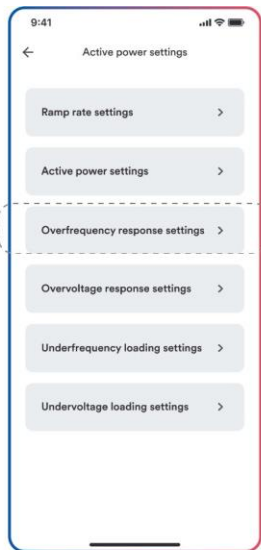 9:41
Active power settings
Ramp rate settings
Active power settings
Overfrequency response settings
Overvoltage response settings
Underfrequency loading settings
Undervoltage loading settings